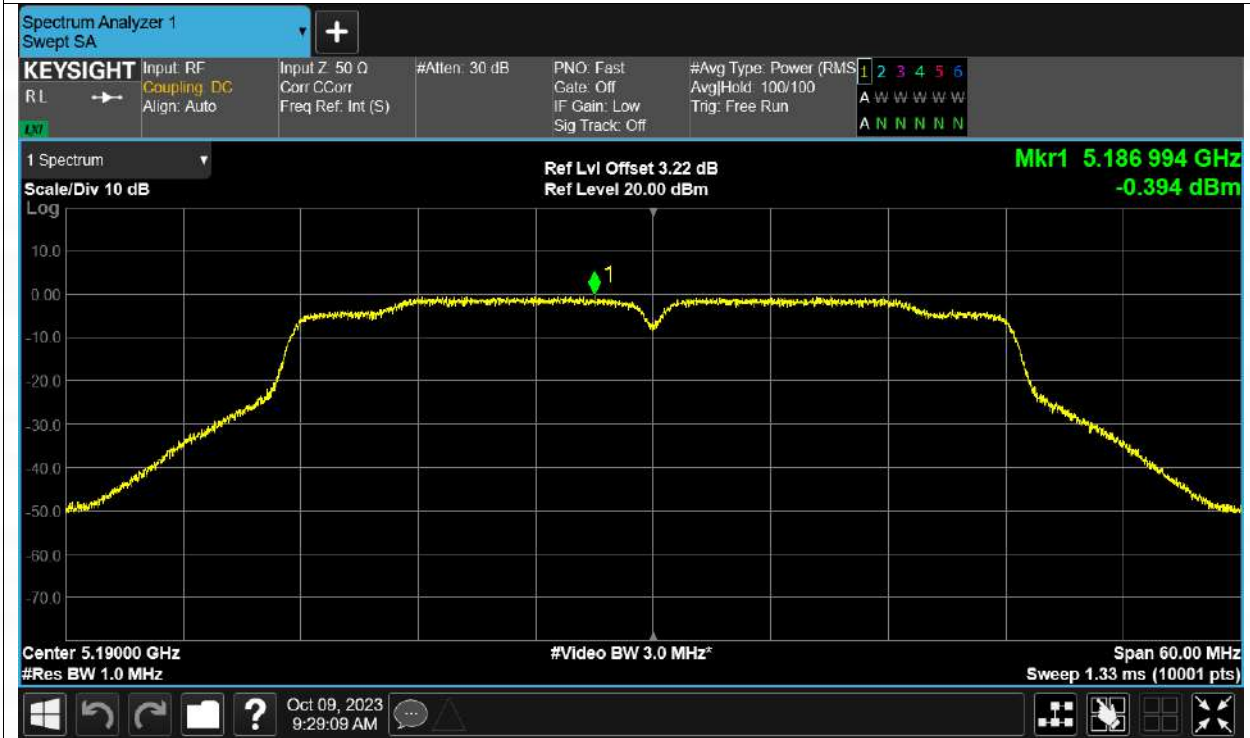 Spectrum Analyzer 1
Swept SA
+
KEYSIGHT
RL
LXI
Input: RF
Coupling: DC
Align: Auto
Input Z: 50 Ω
Corr CCorr
Freq Ref: Int (S)
#Atten: 30 dB
PNO: Fast
Gate: Off
IF Gain: Low
Sig Track: Off
#Avg Type: Power (RMS
Avg|Hold: 100/100
Trig: Free Run
1 2 3 4 5 6
A W W W W W
A N N N N N
1 Spectrum
Scale/Div 10 dB
Log
Ref Lvl Offset 3.22 dB
Ref Level 20.00 dBm
Mkr1 5.186 994 GHz
-0.394 dBm
10.0
0.00
-10.0
-20.0
-30.0
-40.0
-50.0
-60.0
-70.0
1
Center 5.19000 GHz
#Res BW 1.0 MHz
#Video BW 3.0 MHz*
Span 60.00 MHz
Sweep 1.33 ms (10001 pts)
?
Oct 09, 2023
9:29:09 AM